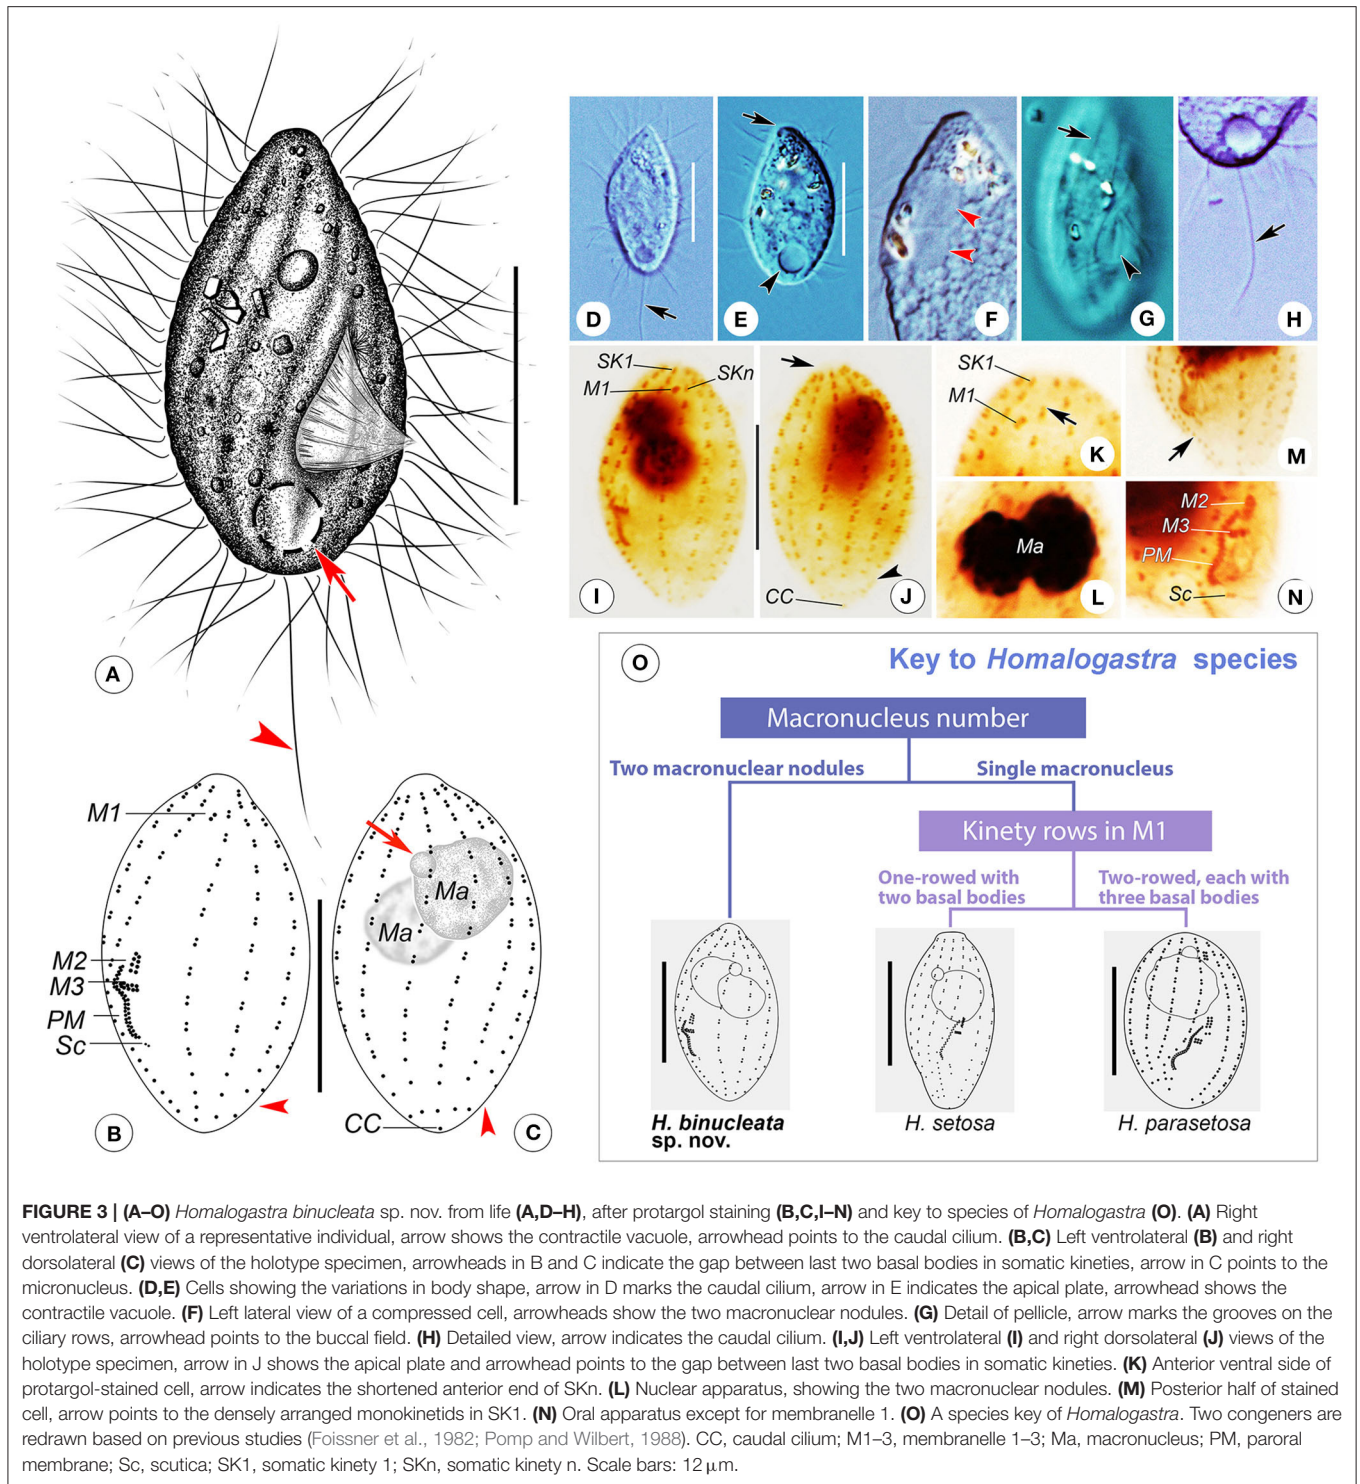 A
M1
M2
M3
PM
Sc
B
Ma
Ma
CC
C
D
E
F
G
H
SK1
M1
SKn
I
CC
J
SK1
M1
K
Ma
L
M
M2
M3
PM
Sc
N
O
Key to Homalogastra species
Macronucleus number
Two macronuclear nodules
Single macronucleus
Kinety rows in M1
One-rowed with
two basal bodies
Two-rowed, each with
three basal bodies
H. binucleata
sp. nov.
H. setosa
H. parasetosa
FIGURE 3 | (A–O) Homalogastra binucleata sp. nov. from life (A,D–H), after protargol staining (B,C,I–N) and key to species of Homalogastra (O). (A) Right
ventrolateral view of a representative individual, arrow shows the contractile vacuole, arrowhead points to the caudal cilium. (B,C) Left ventrolateral (B) and right
dorsolateral (C) views of the holotype specimen, arrowheads in B and C indicate the gap between last two basal bodies in somatic kineties, arrow in C points to the
micronucleus. (D,E) Cells showing the variations in body shape, arrow in D marks the caudal cilium, arrow in E indicates the apical plate, arrowhead shows the
contractile vacuole. (F) Left lateral view of a compressed cell, arrowheads show the two macronuclear nodules. (G) Detail of pellicle, arrow marks the grooves on the
ciliary rows, arrowhead points to the buccal field. (H) Detailed view, arrow indicates the caudal cilium. (I,J) Left ventrolateral (I) and right dorsolateral (J) views of the
holotype specimen, arrow in J shows the apical plate and arrowhead points to the gap between last two basal bodies in somatic kineties. (K) Anterior ventral side of
protargol-stained cell, arrow indicates the shortened anterior end of SKn. (L) Nuclear apparatus, showing the two macronuclear nodules. (M) Posterior half of stained
cell, arrow points to the densely arranged monokinetids in SK1. (N) Oral apparatus except for membranelle 1. (O) A species key of Homalogastra. Two congeners are
redrawn based on previous studies (Foissner et al., 1982; Pomp and Wilbert, 1988). CC, caudal cilium; M1–3, membranelle 1–3; Ma, macronucleus; PM, paroral
membrane; Sc, scutica; SK1, somatic kinety 1; SKn, somatic kinety n. Scale bars: 12 µm.